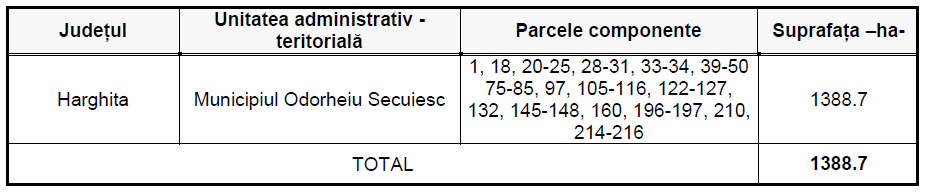 Județul
Unitatea administrativ -
teritorială
Parcele componente
Suprafața –ha-
Harghita
Municipiul Odorheiu Secuiesc
1, 18, 20-25, 28-31, 33-34, 39-50
75-85, 97, 105-116, 122-127,
132, 145-148, 160, 196-197, 210,
214-216
1388.7
TOTAL
1388.7